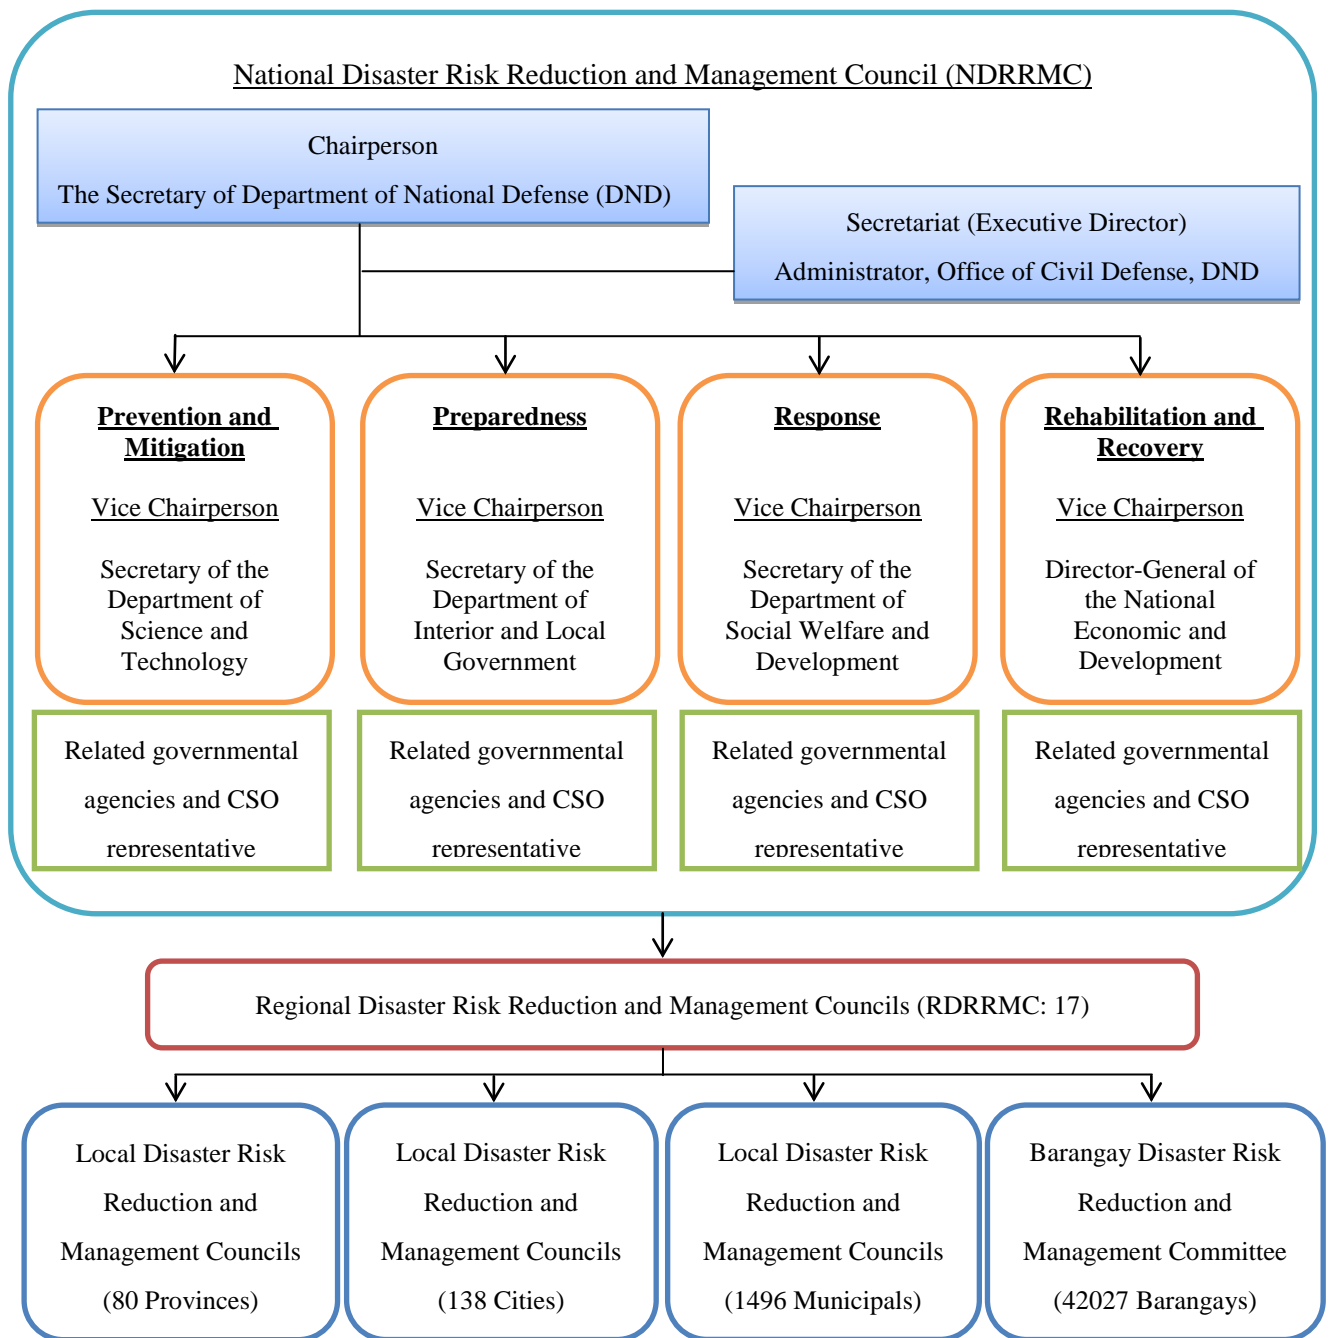 National Disaster Risk Reduction and Management Council (NDRRMC)
Chairperson
The Secretary of Department of National Defense (DND)
Secretariat (Executive Director)
Administrator, Office of Civil Defense, DND
Prevention and
Mitigation
Vice Chairperson
Secretary of the
Department of
Science and
Technology
Preparedness
Vice Chairperson
Secretary of the
Department of
Interior and Local
Government
Response
Vice Chairperson
Secretary of the
Department of
Social Welfare and
Development
Rehabilitation and
Recovery
Vice Chairperson
Director-General of
the National
Economic and
Development
Related governmental
agencies and CSO
representative
Related governmental
agencies and CSO
representative
Related governmental
agencies and CSO
representative
Related governmental
agencies and CSO
representative
Regional Disaster Risk Reduction and Management Councils (RDRRMC: 17)
Local Disaster Risk
Reduction and
Management Councils
(80 Provinces)
Local Disaster Risk
Reduction and
Management Councils
(138 Cities)
Local Disaster Risk
Reduction and
Management Councils
(1496 Municipals)
Barangay Disaster Risk
Reduction and
Management Committee
(42027 Barangays)